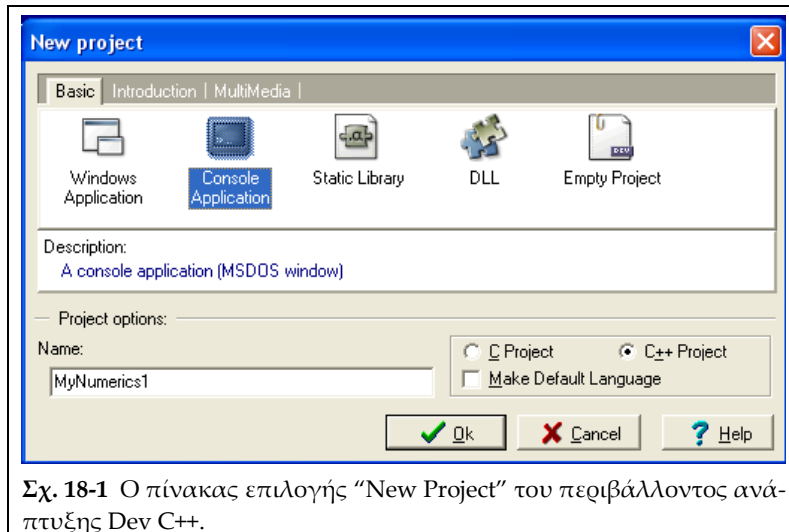 New project
Basic | Introduction | MultiMedia |
Windows Application
Console Application
Static Library
DLL
Empty Project
Description:
A console application (MSDOS window)
Project options:
Name:
MyNumerics1
C Project
C++ Project
Make Default Language
Ok
Cancel
Help
Σχ. 18-1 Ο πίνακας επιλογής “New Project” του περιβάλλοντος ανά-
πτυξης Dev C++.